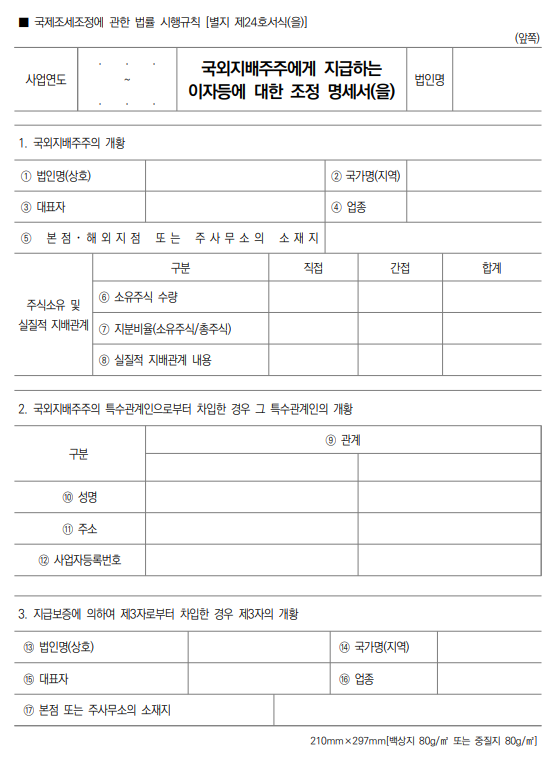 ■ 국제조세조정에 관한 법률 시행규칙 [별지 제24호서식(을)]
(앞쪽)
사업연도
. . .
~
. . .
국외지배주주에게 지급하는
이자등에 대한 조정 명세서(을)
법인명
1. 국외지배주주의 개황
① 법인명(상호)
② 국가명(지역)
③ 대표자
④ 업종
⑤ 본점·해외지점 또는 주사무소의 소재지
주식소유 및
실질적 지배관계
구분 직접 간접 합계
⑥ 소유주식 수량
⑦ 지분비율(소유주식/총주식)
⑧ 실질적 지배관계 내용
2. 국외지배주주의 특수관계인으로부터 차입한 경우 그 특수관계인의 개황
구분
⑨ 관계
⑩ 성명
⑪ 주소
⑫ 사업자등록번호
3. 지급보증에 의하여 제3자로부터 차입한 경우 제3자의 개황
⑬ 법인명(상호)
⑭ 국가명(지역)
⑮ 대표자
⑯ 업종
⑰ 본점 또는 주사무소의 소재지
210mm×297mm[백상지 80g/㎡ 또는 중질지 80g/㎡]